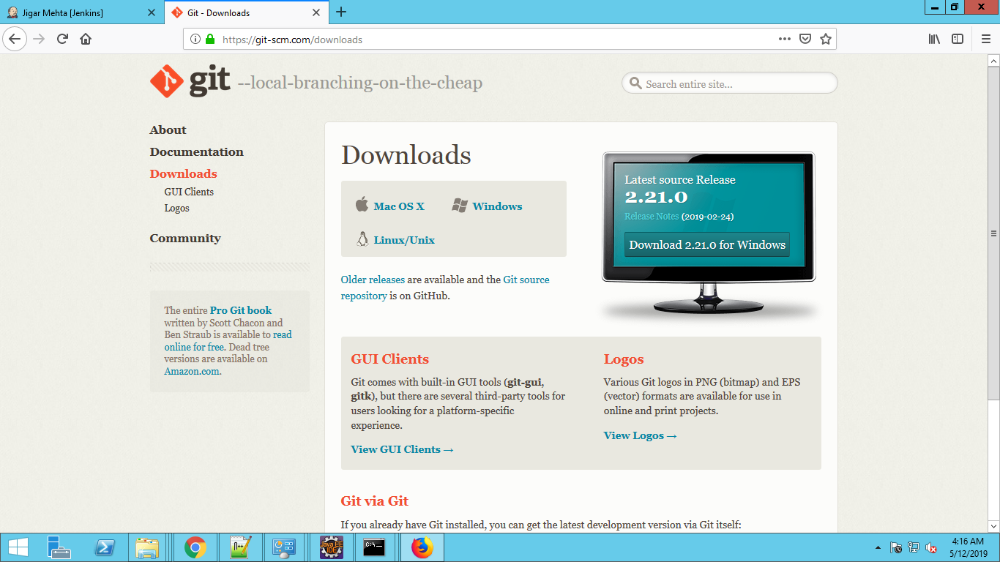 Jigar Mehta [Jenkins]
Git - Downloads
https://git-scm.com/downloads
git --local-branching-on-the-cheap
Search entire site...
About
Documentation
Downloads
GUI Clients
Logos
Community
The entire Pro Git book
written by Scott Chacon and
Ben Straub is available to read
online for free. Dead tree
versions are available on
Amazon.com.
Downloads
Mac OS X
Windows
Linux/Unix
Older releases are available and the Git source
repository is on GitHub.
Latest source Release
2.21.0
Release Notes (2019-02-24)
Download 2.21.0 for Windows
GUI Clients
Git comes with built-in GUI tools (git-gui,
gitk), but there are several third-party tools for
users looking for a platform-specific
experience.
View GUI Clients →
Logos
Various Git logos in PNG (bitmap) and EPS
(vector) formats are available for use in
online and print projects.
View Logos →
Git via Git
If you already have Git installed, you can get the latest development version via Git itself:
Java EE
IDE
C:\.
4:16 AM
5/12/2019